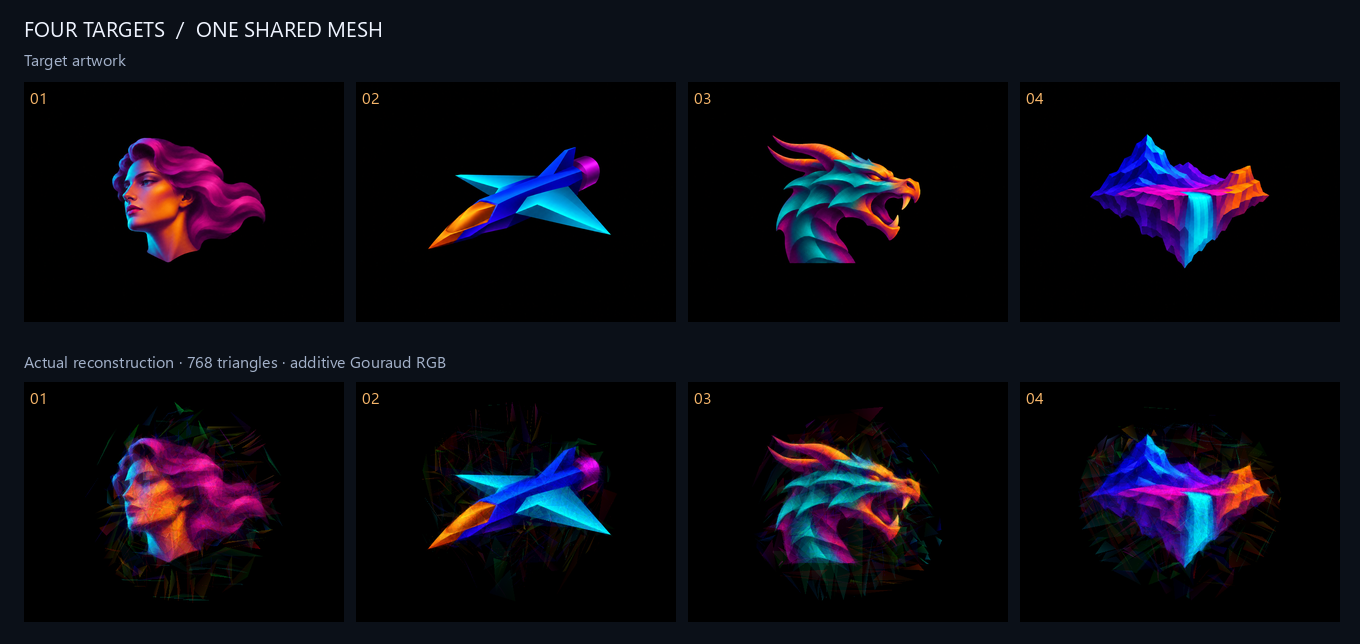 FOUR TARGETS / ONE SHARED MESH
Target artwork
01
02
03
04
Actual reconstruction · 768 triangles · additive Gouraud RGB
01
02
03
04